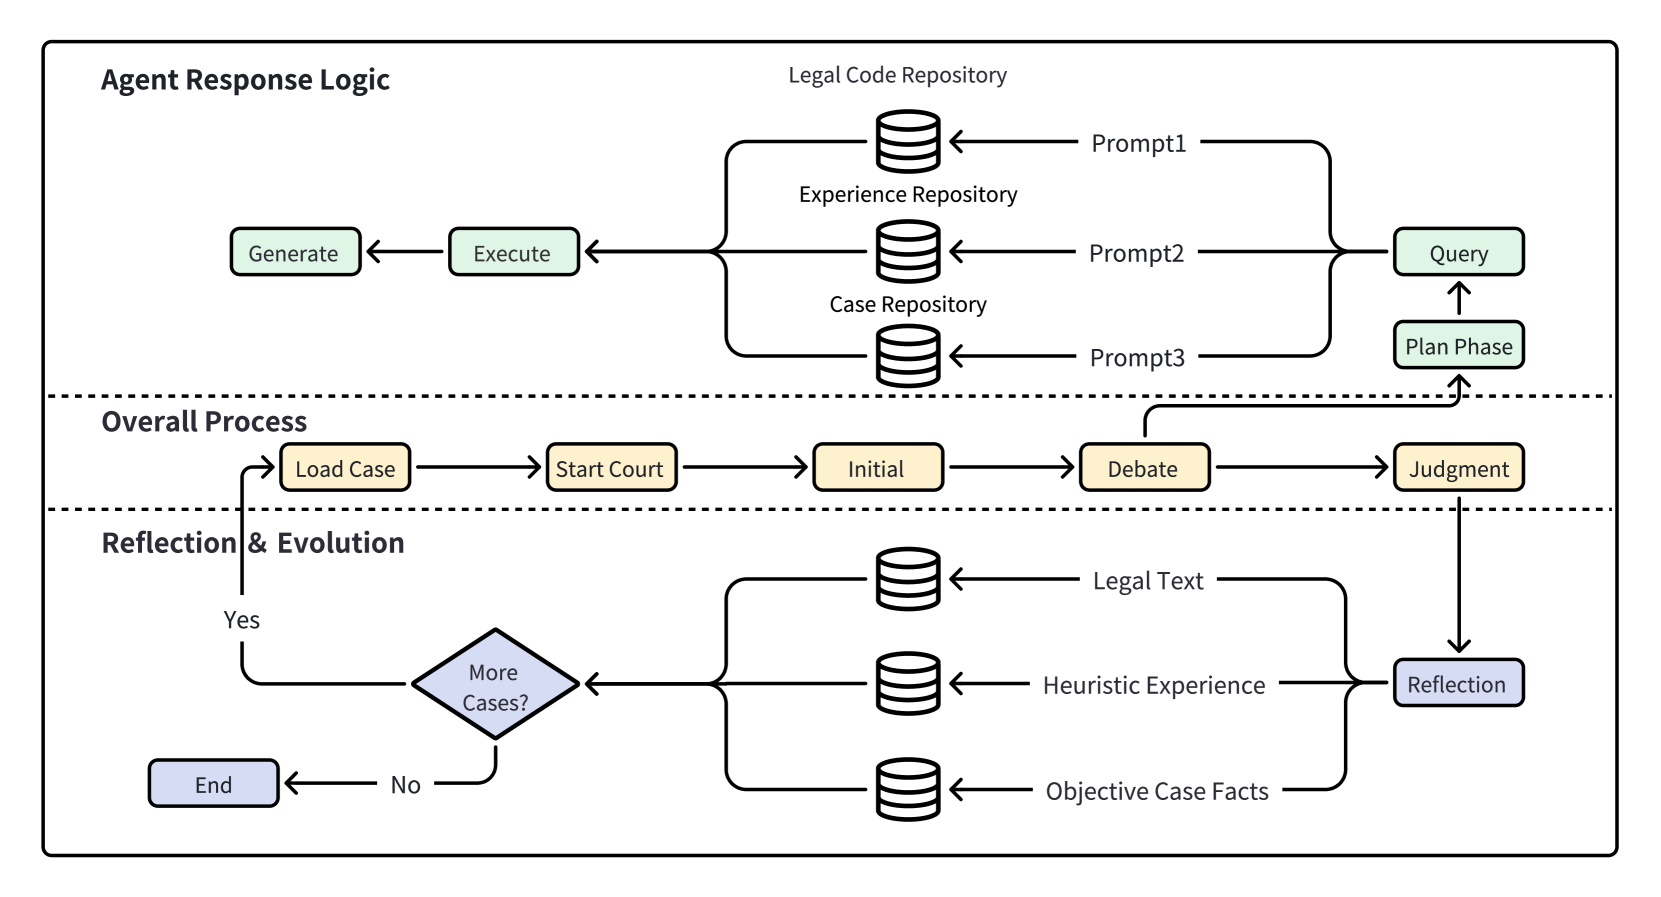 Agent Response Logic
Legal Code Repository
Prompt1
Experience Repository
Generate
Execute
Prompt2
Query
Case Repository
Prompt3
Plan Phase
Overall Process
Load Case
Start Court
Initial
Debate
Judgment
Reflection & Evolution
Legal Text
Yes
More
Cases?
Heuristic Experience
Reflection
End
No
Objective Case Facts